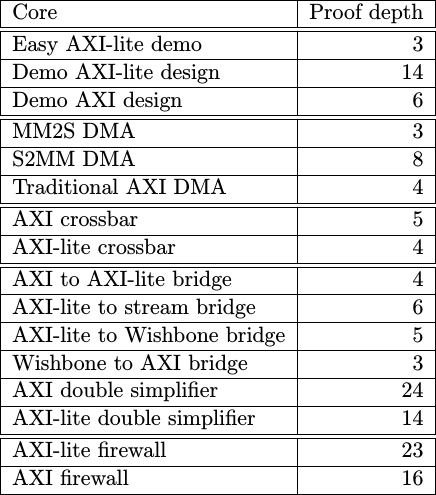 Core Proof depth
Easy AXI-lite demo 3
Demo AXI-lite design 14
Demo AXI design 6
MM2S DMA 3
S2MM DMA 8
Traditional AXI DMA 4
AXI crossbar 5
AXI-lite crossbar 4
AXI to AXI-lite bridge 4
AXI-lite to stream bridge 6
AXI-lite to Wishbone bridge 5
Wishbone to AXI bridge 3
AXI double simplifier 24
AXI-lite double simplifier 14
AXI-lite firewall 23
AXI firewall 16